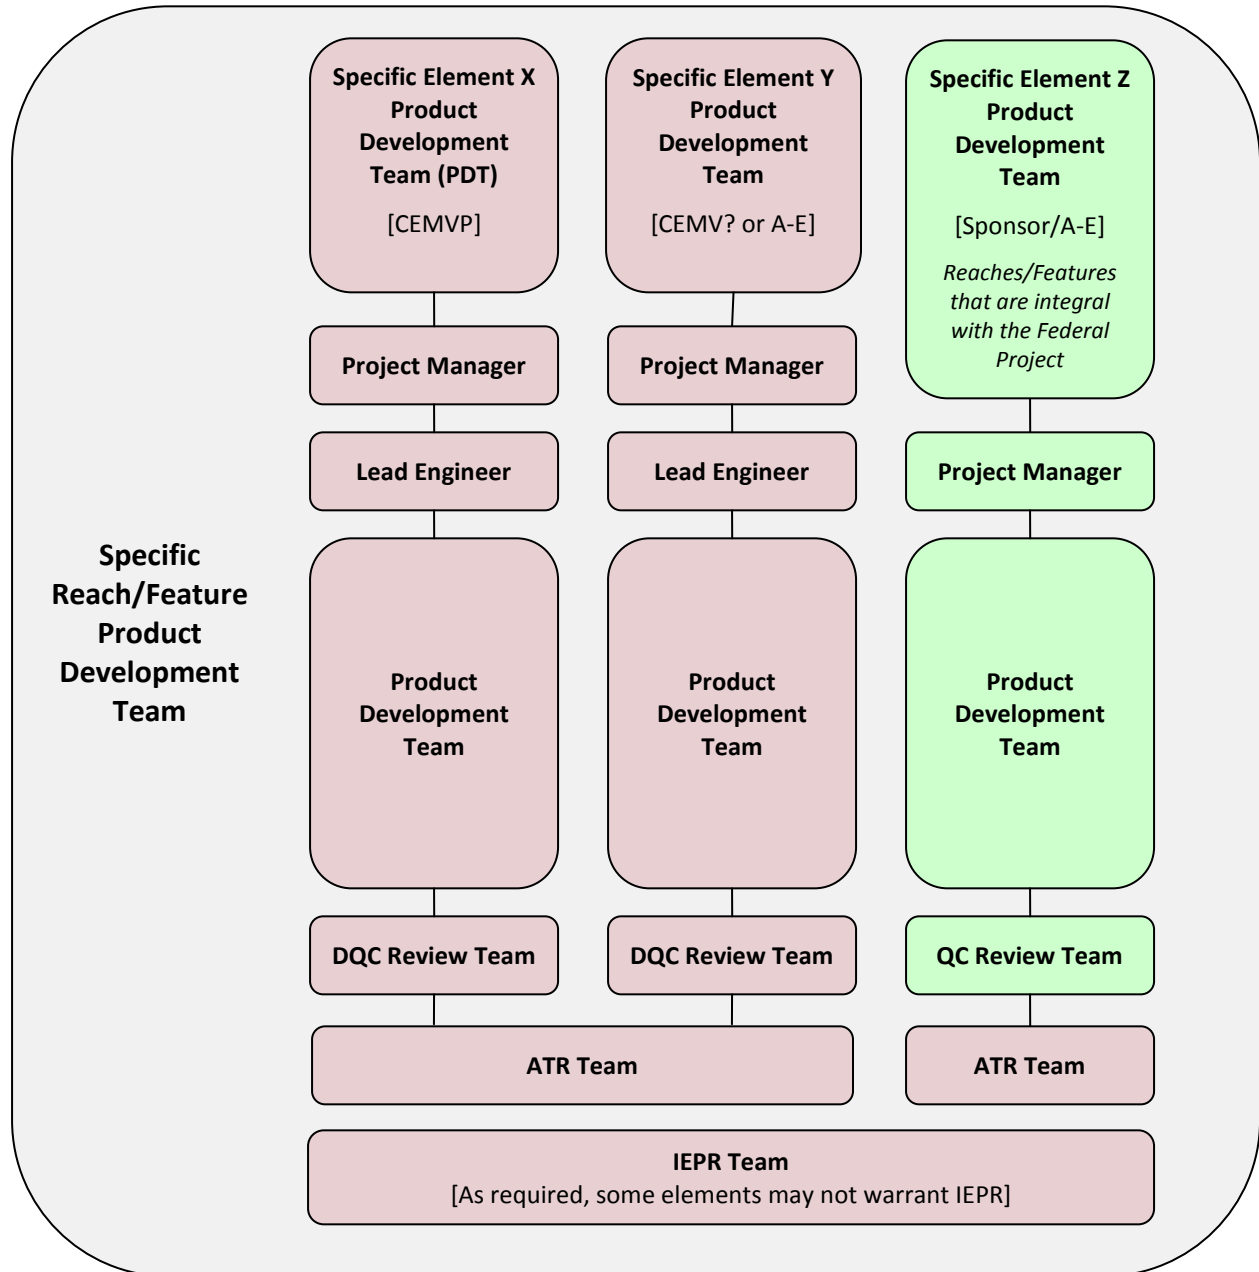 Specific
Reach/Feature
Product
Development
Team
Specific Element X
Product
Development
Team (PDT)
[CEMVP]
Project Manager
Lead Engineer
Product
Development
Team
DQC Review Team
Specific Element Y
Product
Development
Team
[CEMV? or A-E]
Project Manager
Lead Engineer
Product
Development
Team
DQC Review Team
ATR Team
Specific Element Z
Product
Development
Team
[Sponsor/A-E]
Reaches/Features
that are integral
with the Federal
Project
Project Manager
Product
Development
Team
QC Review Team
ATR Team
IEPR Team
[As required, some elements may not warrant IEPR]